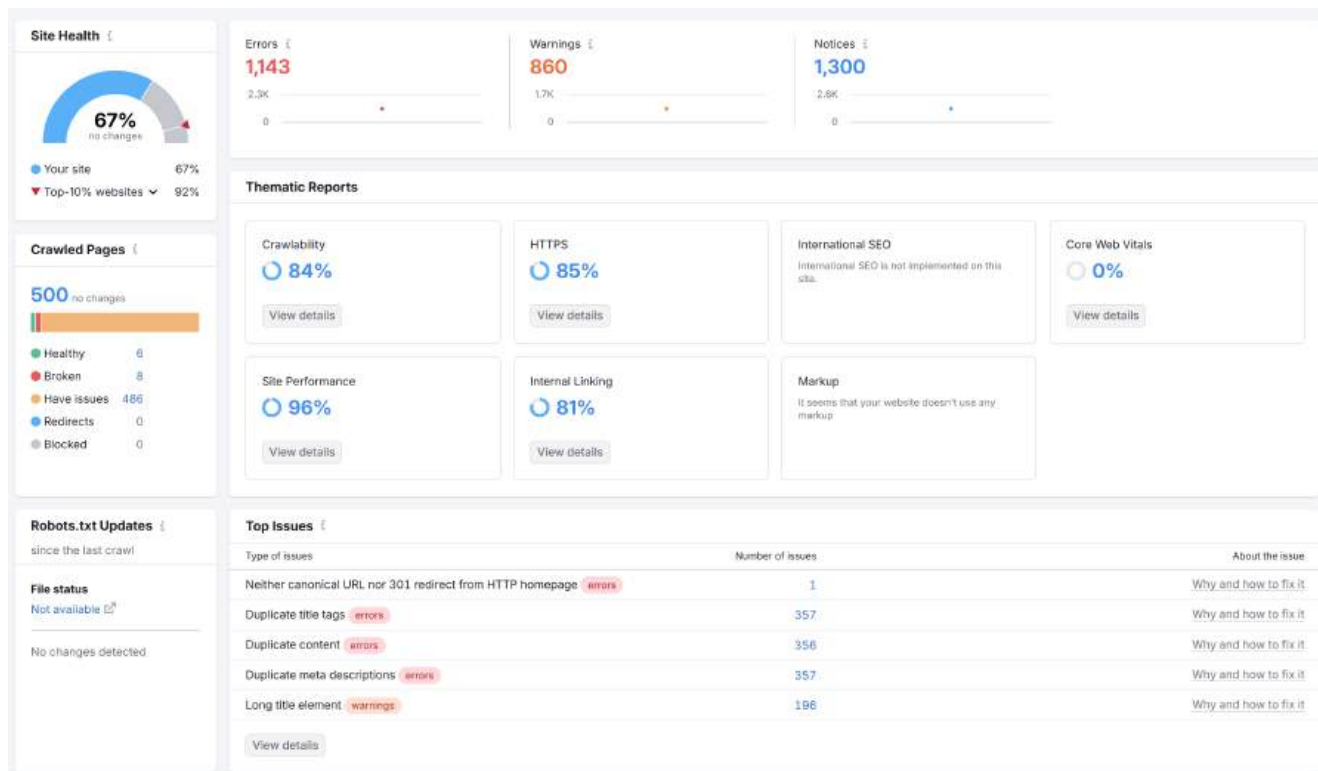 Site Health
67%
no changes
Your site 67%
Top-10% websites 92%
Errors
1,143
2.3K
0
Warnings
860
1.7K
0
Notices
1,300
2.6K
0
Crawled Pages
500 no changes
Healthy 6
Broken 8
Have issues 486
Redirects 0
Blocked 0
Thematic Reports
Crawlability
84%
View details
HTTPS
85%
View details
International SEO
International SEO is not implemented on this
site.
Core Web Vitals
0%
View details
Site Performance
96%
View details
Internal Linking
81%
View details
Markup
It seems that your website doesn't use any
markup
Robots.txt Updates
since the last crawl
File status
Not available
No changes detected
Top Issues
Type of issues Number of issues About the issue
Neither canonical URL nor 301 redirect from HTTP homepage errors 1 Why and how to fix it
Duplicate title tags errors 357 Why and how to fix it
Duplicate content errors 356 Why and how to fix it
Duplicate meta descriptions errors 357 Why and how to fix it
Long title element warnings 196 Why and how to fix it
View details